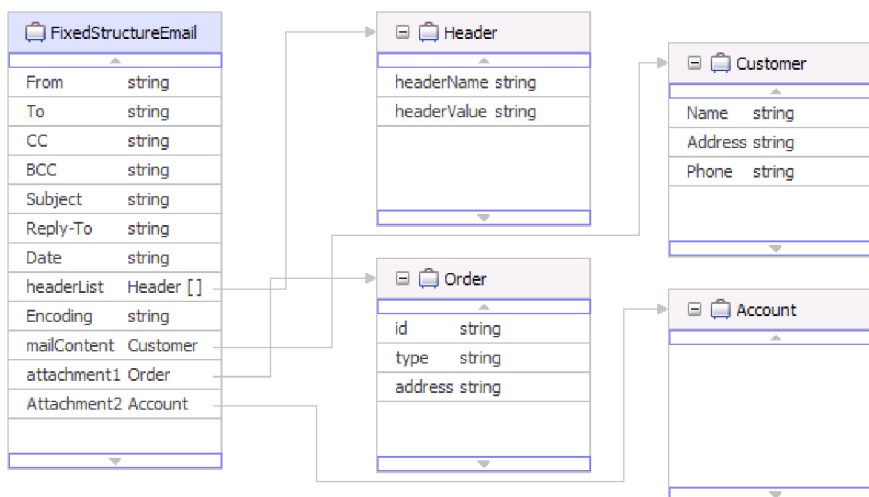 FixedStructureEmail
From string
To string
CC string
BCC string
Subject string
Reply-To string
Date string
headerList Header []
Encoding string
mailContent Customer
attachment1 Order
Attachment2 Account
Header
headerName string
headerValue string
Order
id string
type string
address string
Customer
Name string
Address string
Phone string
Account